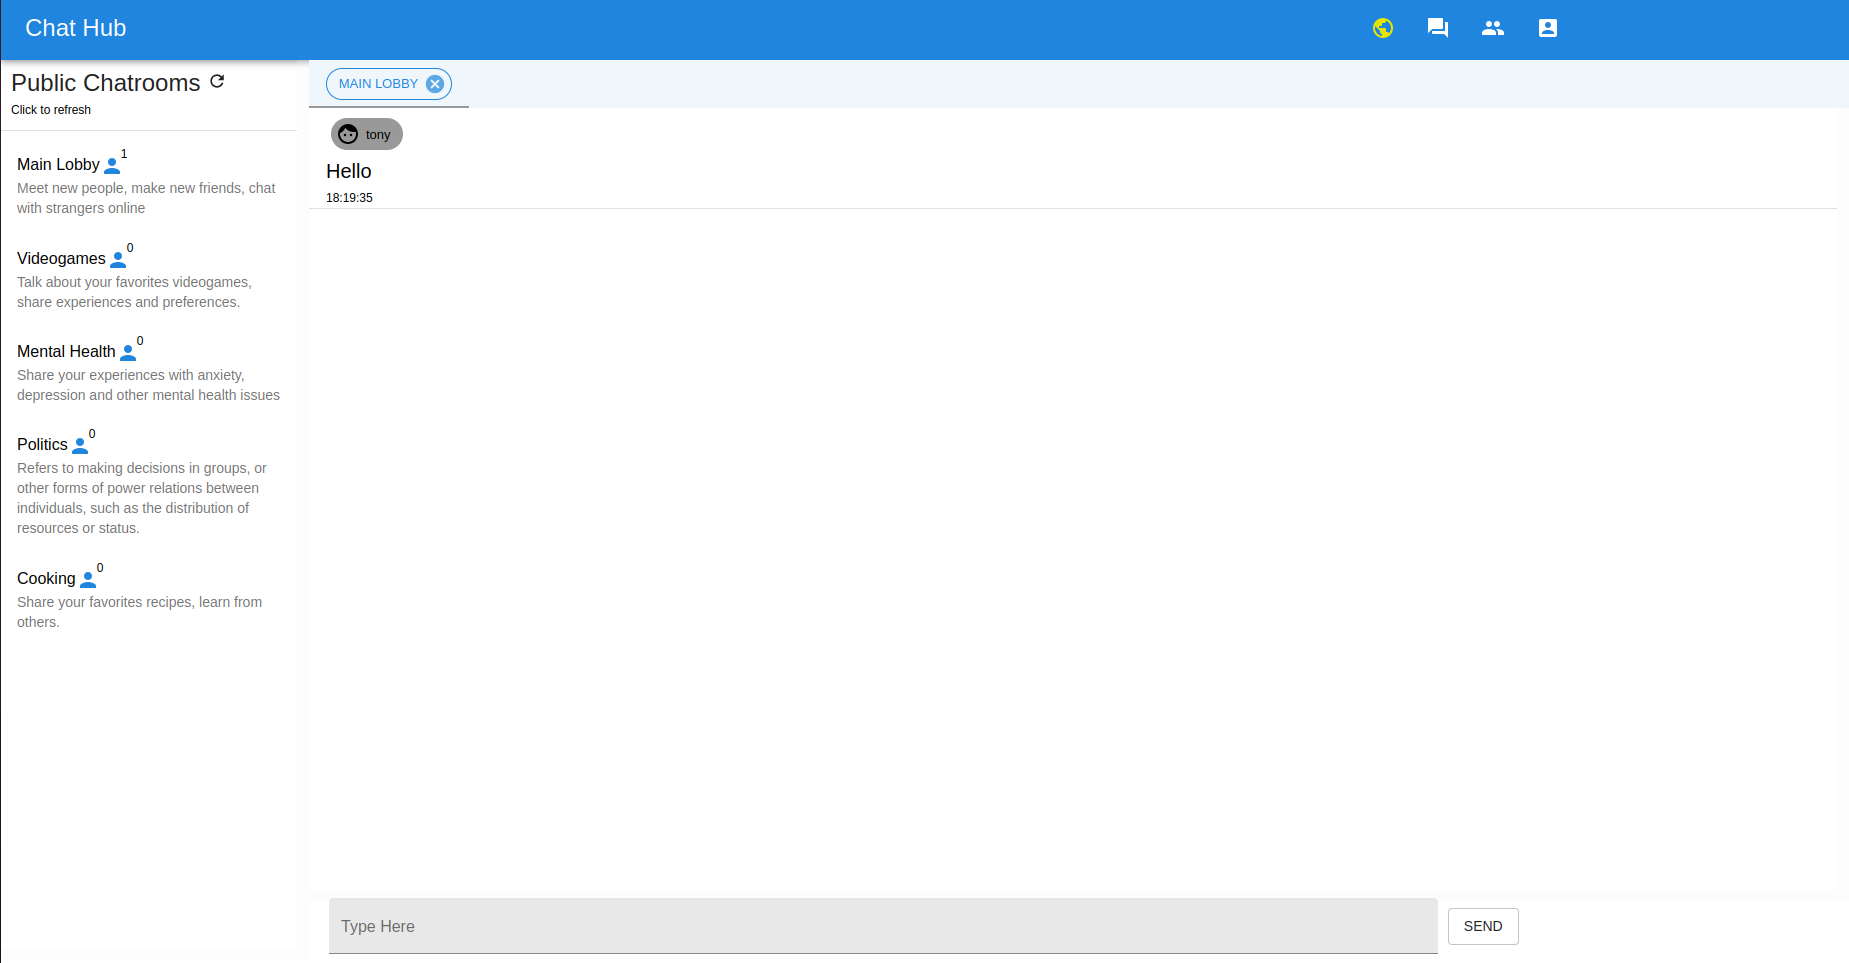 Chat Hub
Public Chatrooms
Click to refresh
Main Lobby 1
Meet new people, make new friends, chat
with strangers online
Videogames 0
Talk about your favorites videogames,
share experiences and preferences.
Mental Health 0
Share your experiences with anxiety,
depression and other mental health issues
Politics 0
Refers to making decisions in groups, or
other forms of power relations between
individuals, such as the distribution of
resources or status.
Cooking 0
Share your favorites recipes, learn from
others.
MAIN LOBBY
tony
Hello
18:19:35
Type Here
SEND